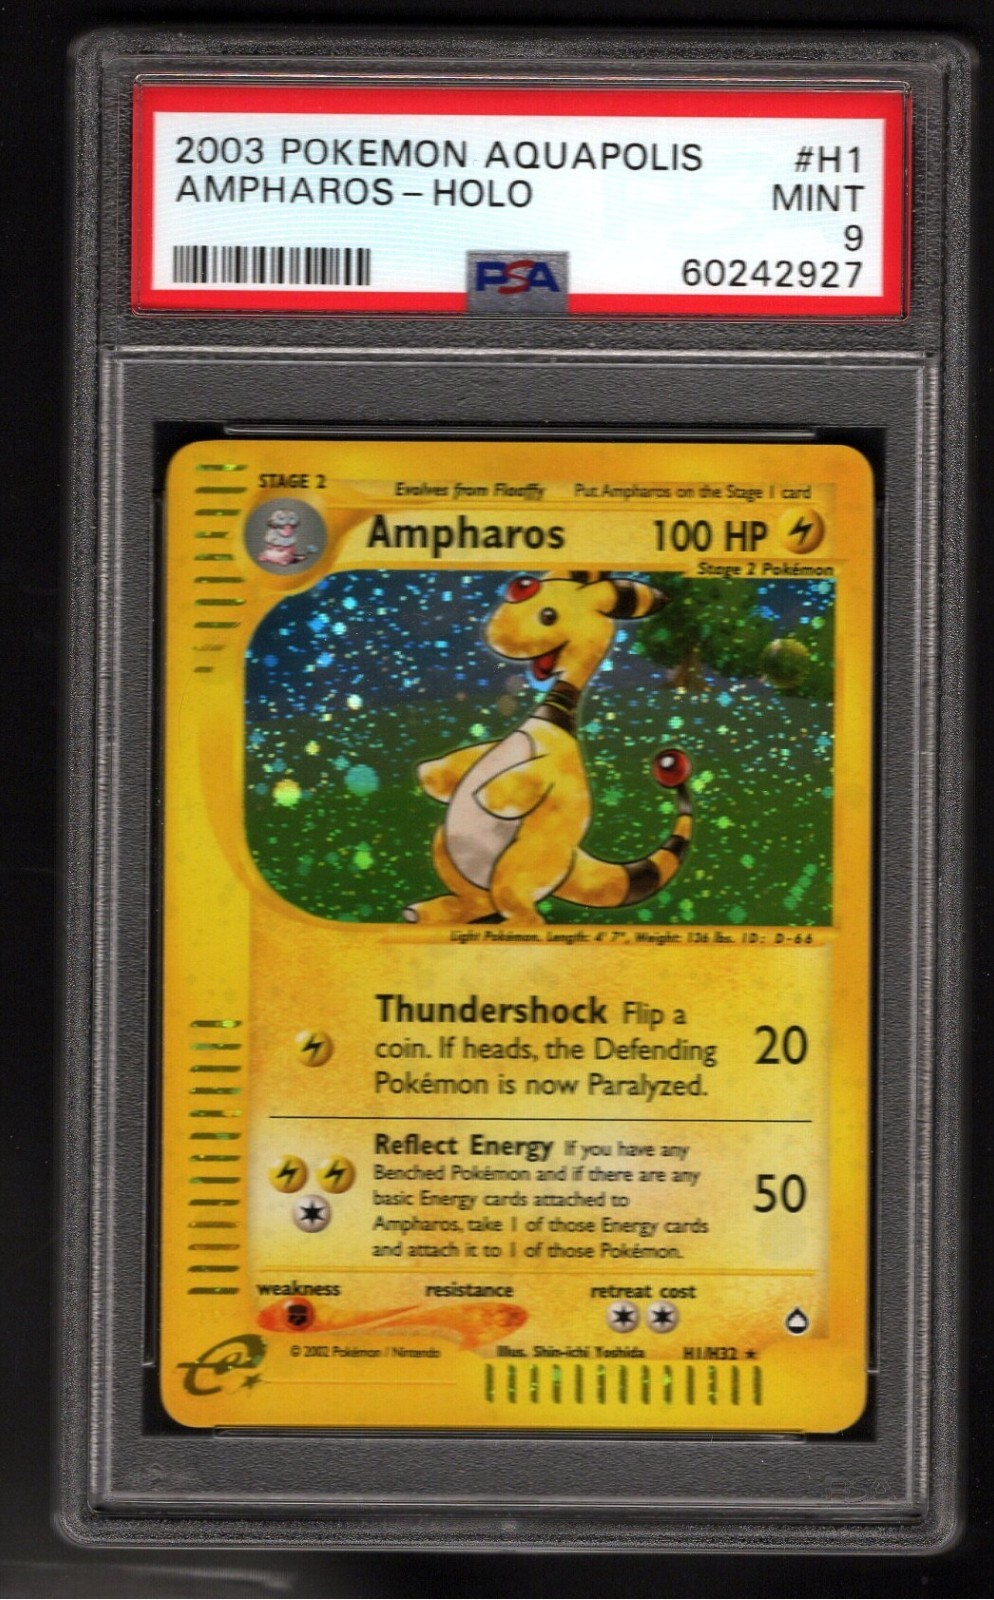 2003 POKEMON AQUAPOLIS #H1
AMPHAROS - HOLO MINT
9
PSA 60242927
STAGE 2
Evolves from Flaaffy Put Ampharos on the Stage 1 card
Ampharos 100 HP
Stage 2 Pokémon
Light Pokémon. Length: 4' 7", Weight: 136 lbs. ID: D-66
Thundershock Flip a
coin. If heads, the Defending
Pokémon is now Paralyzed.
20
Reflect Energy If you have any
Benched Pokémon and if there are any
basic Energy cards attached to
Ampharos, take 1 of those Energy cards
and attach it to 1 of those Pokémon.
50
weakness resistance retreat cost
© 2002 Pokémon / Nintendo Illus. Shin-ichi Yoshida H1/H32 ★
PSA